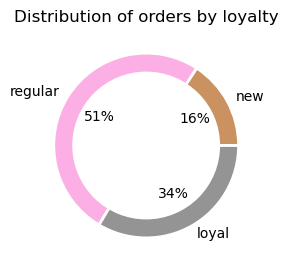 Distribution of orders by loyalty
regular
new
51%
16%
34%
loyal